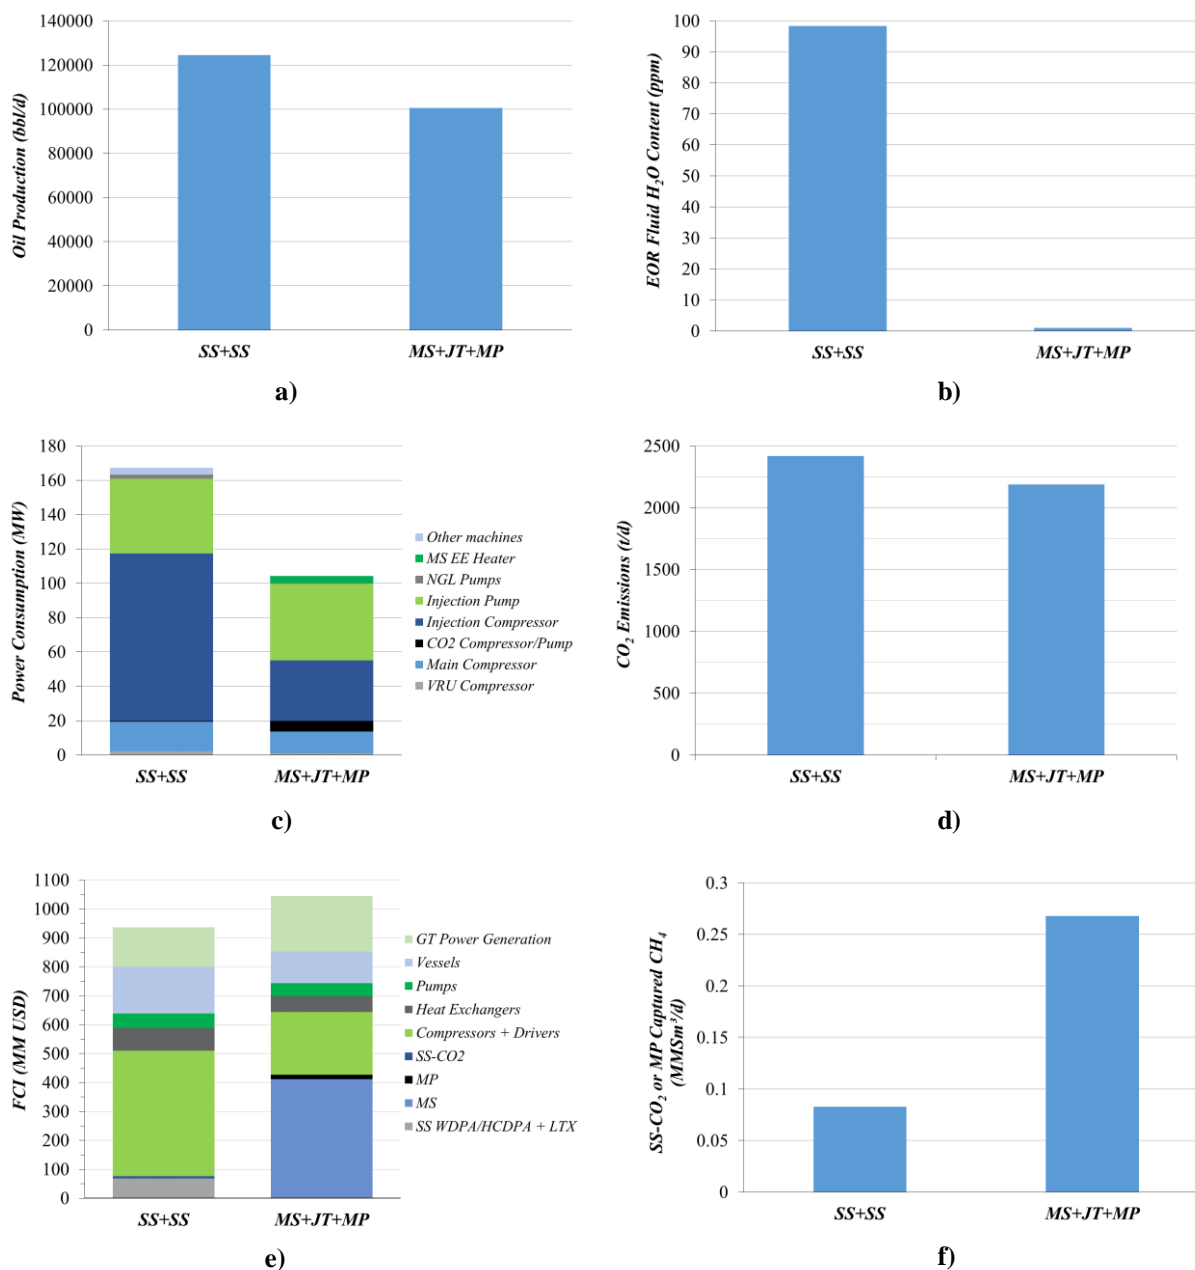 Oil Production (bbl/d)
140000
120000
100000
80000
60000
40000
20000
0
SS+SS
MS+JT+MP
a)
EOR Fluid H₂O Content (ppm)
100
90
80
70
60
50
40
30
20
10
0
SS+SS
MS+JT+MP
b)
Power Consumption (MW)
180
160
140
120
100
80
60
40
20
0
SS+SS
MS+JT+MP
Other machines
MS EE Heater
NGL Pumps
Injection Pump
Injection Compressor
CO2 Compressor/Pump
Main Compressor
VRU Compressor
c)
CO₂ Emissions (t/d)
2500
2000
1500
1000
500
0
SS+SS
MS+JT+MP
d)
FCI (MM USD)
1100
1000
900
800
700
600
500
400
300
200
100
0
SS+SS
MS+JT+MP
GT Power Generation
Vessels
Pumps
Heat Exchangers
Compressors + Drivers
SS-CO2
MP
MS
SS WDPA/HCDPA + LTX
e)
SS-CO₂ or MP Captured CH₄
(MMSm³/d)
0.3
0.25
0.2
0.15
0.1
0.05
0
SS+SS
MS+JT+MP
f)